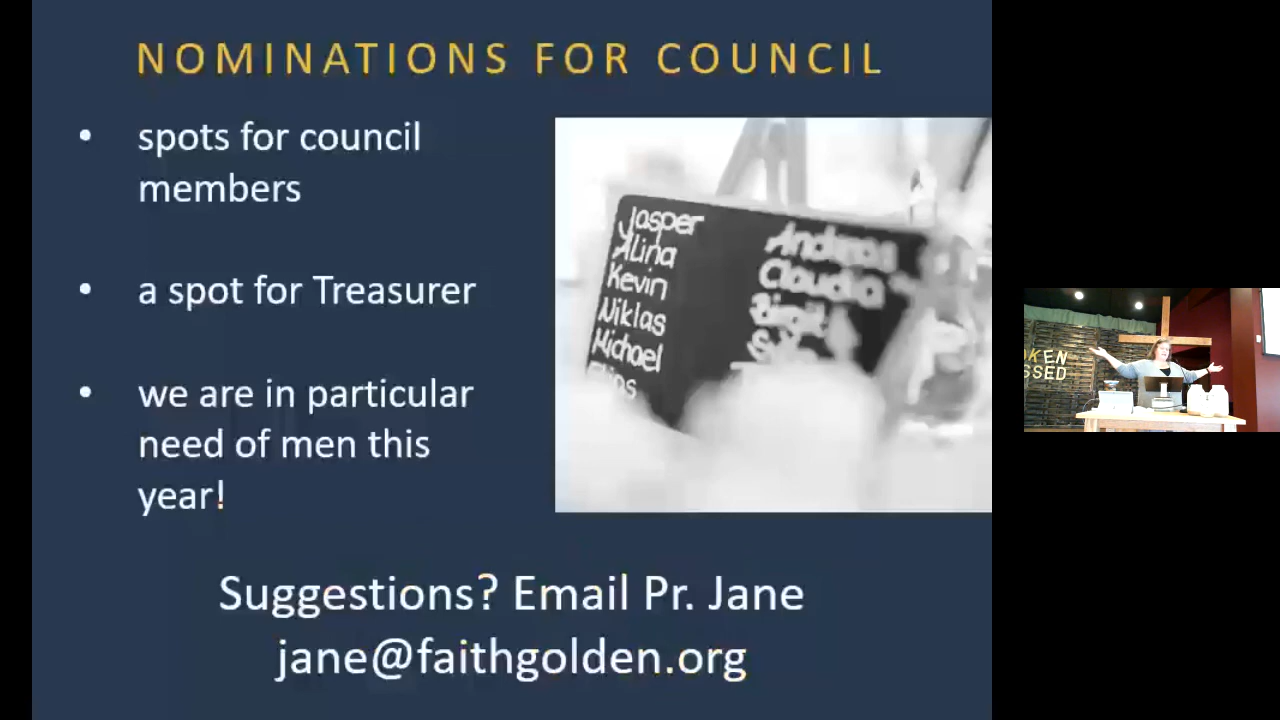 NOMINATIONS FOR COUNCIL
• spots for council
members
• a spot for Treasurer
• we are in particular
need of men this
year!
Suggestions? Email Pr. Jane
jane@faithgolden.org
Jasper
Alina
Kevin
Niklas
Michael
Andreas
Claudia